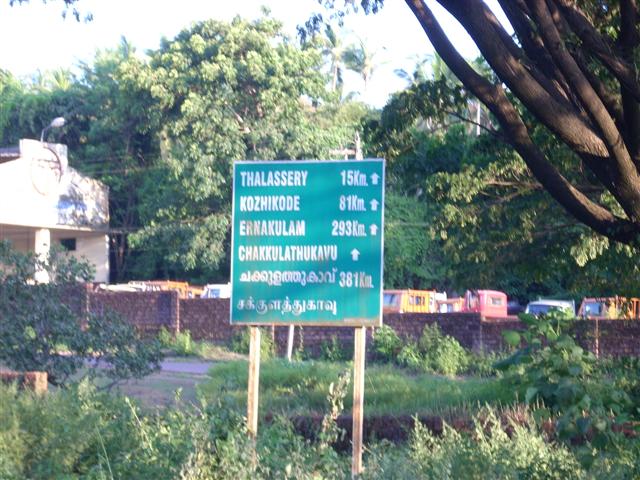 THALASSERY 15Km. ⬆
KOZHIKODE 81Km. ⬆
ERNAKULAM 293Km. ⬆
CHAKKULATHUKAVU ⬆
ചക്കുളത്തുകാവ് 381Km.
சக்குளத்துகாவு